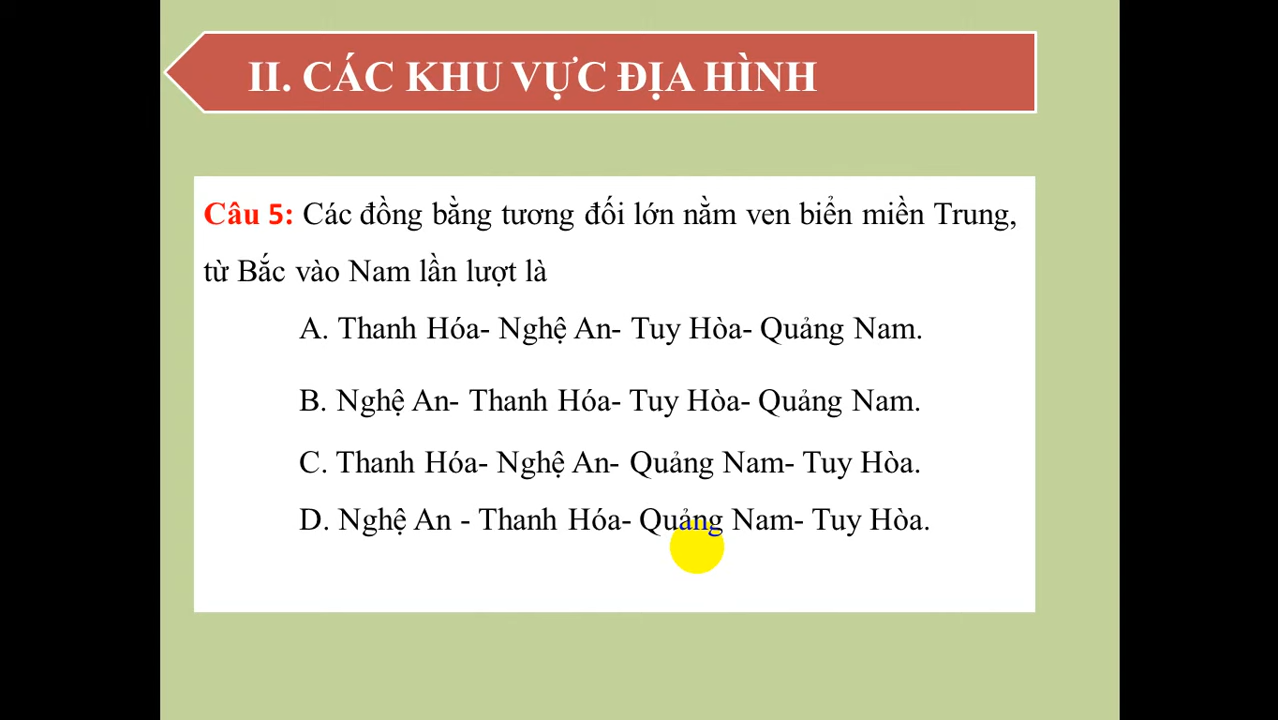 II. CÁC KHU VỰC ĐỊA HÌNH
Câu 5: Các đồng bằng tương đối lớn nằm ven biển miền Trung,
từ Bắc vào Nam lần lượt là
A. Thanh Hóa- Nghệ An- Tuy Hòa- Quảng Nam.
B. Nghệ An- Thanh Hóa- Tuy Hòa- Quảng Nam.
C. Thanh Hóa- Nghệ An- Quảng Nam- Tuy Hòa.
D. Nghệ An - Thanh Hóa- Quảng Nam- Tuy Hòa.